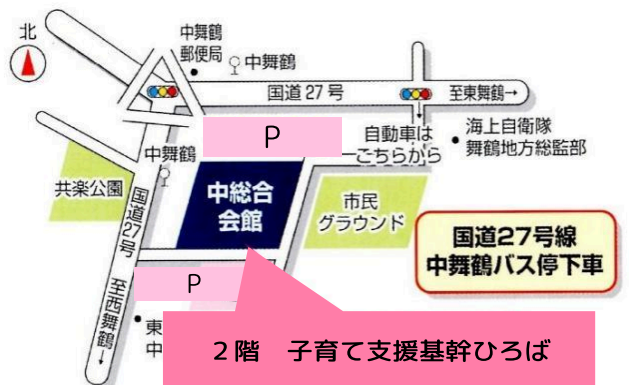 北
中舞鶴
郵便局
中舞鶴
国道27号
至東舞鶴→
P
自動車は
こちらから
海上自衛隊
舞鶴地方総監部
中舞鶴
共楽公園
中総合
会館
市民
グラウンド
国道27号
至西舞鶴
国道27号線
中舞鶴バス停下車
P
東
中
２階　子育て支援基幹ひろば